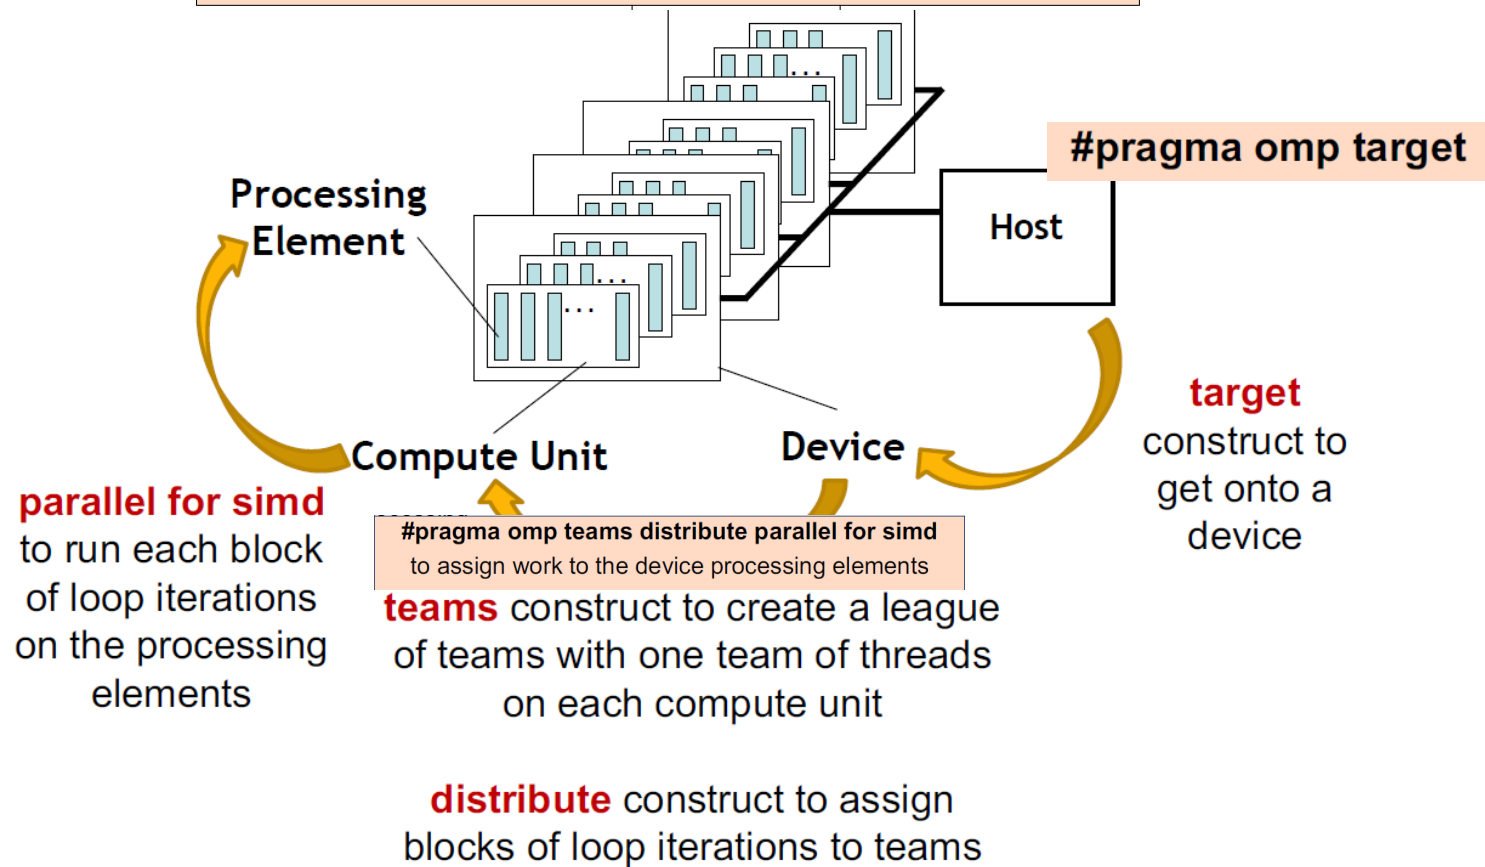 #pragma omp target
Host
Processing
Element
...
...
...
Compute Unit
Device
target
construct to
get onto a
device
parallel for simd
to run each block
of loop iterations
on the processing
elements
#pragma omp teams distribute parallel for simd
to assign work to the device processing elements
teams construct to create a league
of teams with one team of threads
on each compute unit
distribute construct to assign
blocks of loop iterations to teams